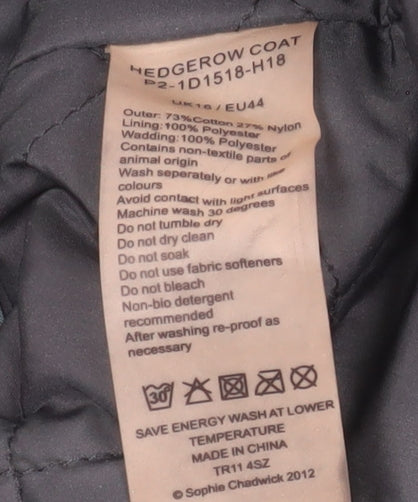 HEDGEROW COAT
P2-1D1518-H18
UK16 / EU44
Outer: 73%Cotton 27% Nylon
Lining:100% Polyester
Wadding:100% Polyester
Contains non-textile parts of
animal origin
Wash seperately or with like
colours
Avoid contact with light surfaces
Machine wash 30 degrees
Do not tumble dry
Do not dry clean
Do not soak
Do not use fabric softeners
Do not bleach
Non-bio detergent
recommended
After washing re-proof as
necessary
30
SAVE ENERGY WASH AT LOWER
TEMPERATURE
MADE IN CHINA
TR11 4SZ
© Sophie Chadwick 2012